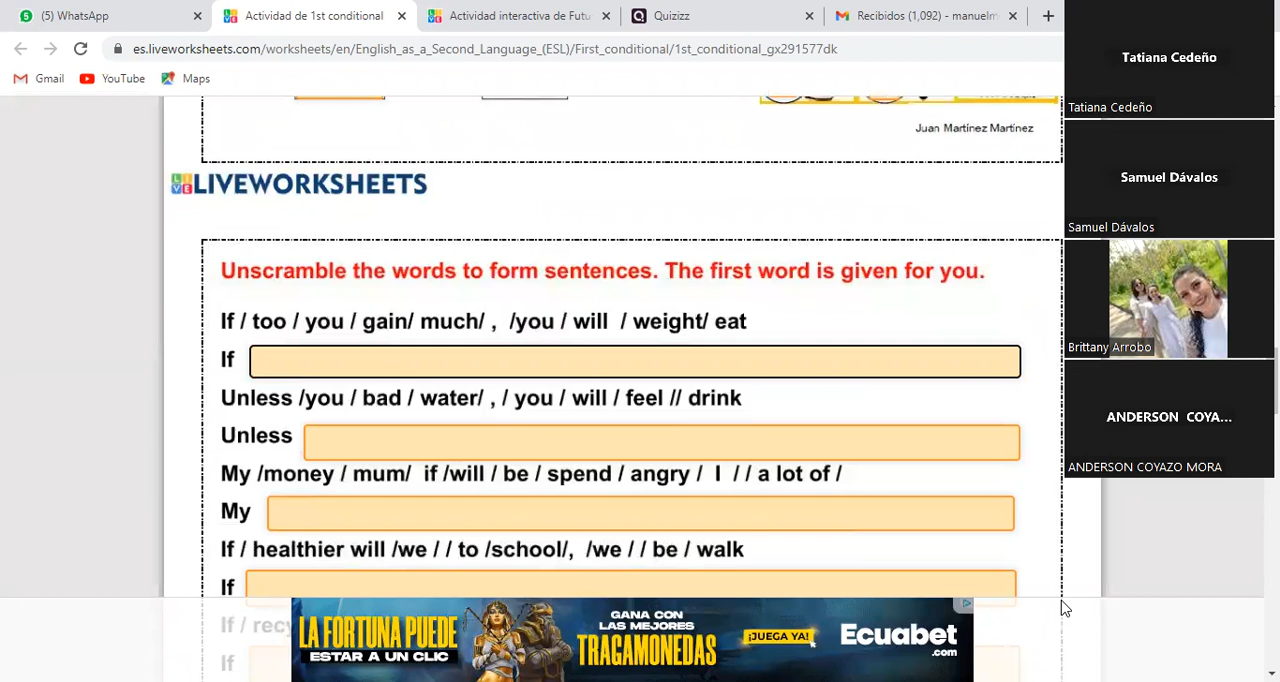 (5) WhatsApp
Actividad de 1st conditional
Actividad interactiva de Futu
Quizizz
Recibidos (1,092) - manuelm
es.liveworksheets.com/worksheets/en/English_as_a_Second_Language_(ESL)/First_conditional/1st_conditional_gx291577dk
Gmail
YouTube
Maps
Juan Martínez Martínez
LIVEWORKSHEETS
Unscramble the words to form sentences. The first word is given for you.
If / too / you / gain/ much/ , /you / will / weight/ eat
If
Unless /you / bad / water/ , / you / will / feel // drink
Unless
My /money / mum/ if /will / be / spend / angry / I / / a lot of /
My
If / healthier will /we / / to /school/, /we / / be / walk
If
If / recy
If
LA FORTUNA PUEDE
ESTAR A UN CLIC
GANA CON
LAS MEJORES
TRAGAMONEDAS
¡JUEGA YA!
Ecuabet
.com
Tatiana Cedeño
Tatiana Cedeño
Samuel Dávalos
Samuel Dávalos
Brittany Arrobo
ANDERSON COYA...
ANDERSON COYAZO MORA